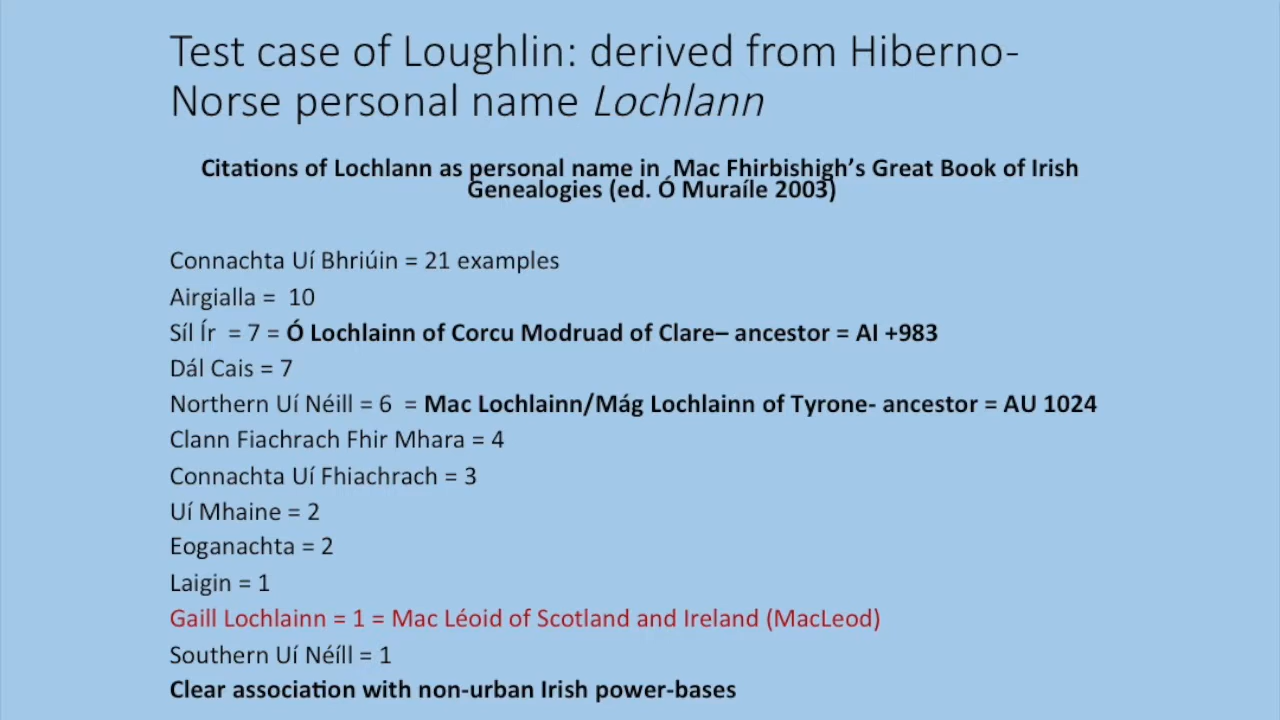 Test case of Loughlin: derived from Hiberno-
Norse personal name Lochlann
Citations of Lochlann as personal name in  Mac Fhirbishigh’s Great Book of Irish
Genealogies (ed. Ó Muraíle 2003)
Connachta Uí Bhriúin = 21 examples
Airgialla =  10
Síl Ír  = 7 = Ó Lochlainn of Corcu Modruad of Clare– ancestor = AI +983
Dál Cais = 7
Northern Uí Néill = 6  = Mac Lochlainn/Mág Lochlainn of Tyrone- ancestor = AU 1024
Clann Fiachrach Fhir Mhara = 4
Connachta Uí Fhiachrach = 3
Uí Mhaine = 2
Eoganachta = 2
Laigin = 1
Gaill Lochlainn = 1 = Mac Léoid of Scotland and Ireland (MacLeod)
Southern Uí Néíll = 1
Clear association with non-urban Irish power-bases